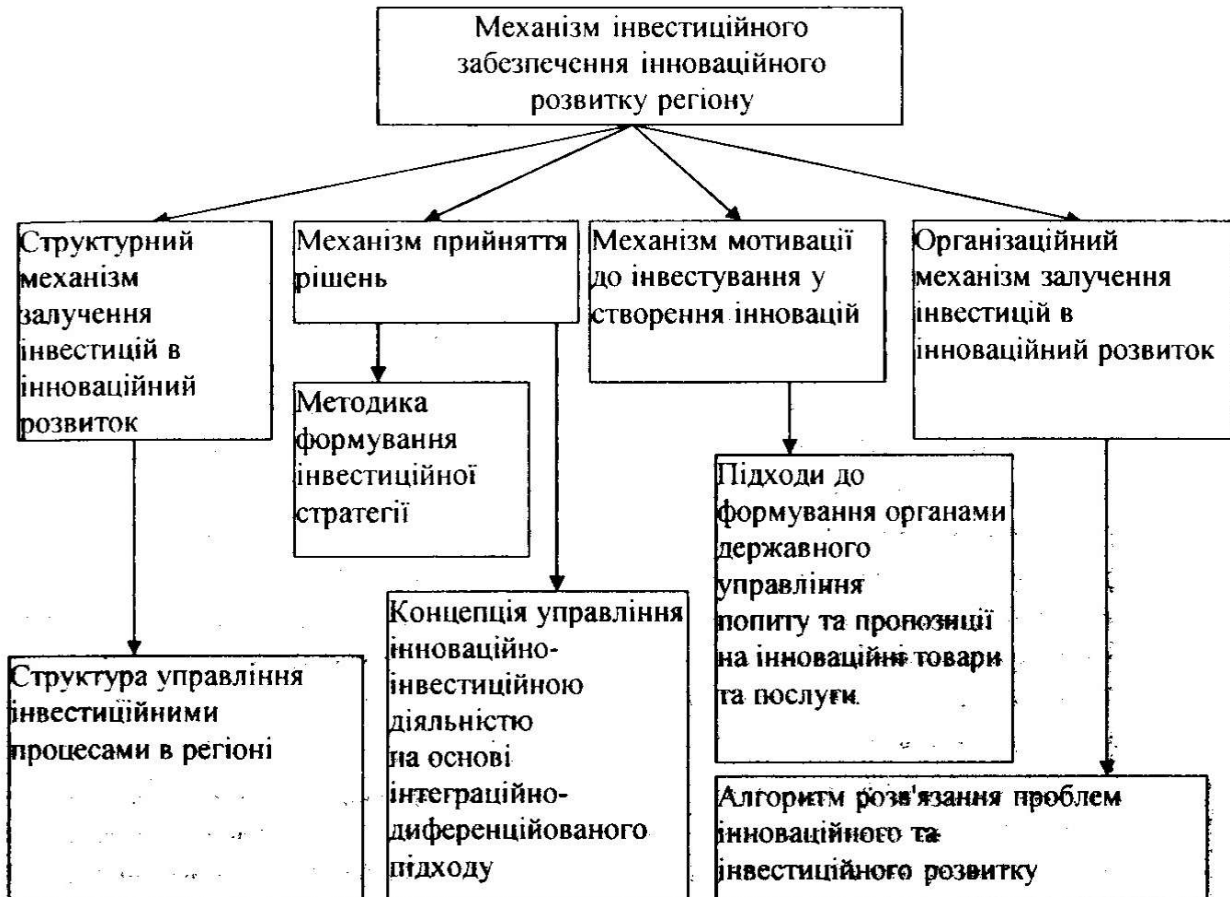 Механізм інвестиційного
забезпечення інноваційного
розвитку регіону
Структурний
механізм
залучення
інвестицій в
інноваційний
розвиток
Механізм прийняття
рішень
Механізм мотивації
до інвестування у
створення інновацій
Організаційний
механізм залучення
інвестицій в
інноваційний розвиток
Методика
формування
інвестиційної
стратегії
Підходи до
формування органами
державного
управління
попиту та пропозиції
на інноваційні товари
та послуги.
Структура управління
інвестиційними
процесами в регіоні
Концепція управління
інноваційно-
інвестиційною
діяльністю
на основі
інтеграційно-
диференційованого
підходу
Алгоритм розв'язання проблем
інноваційного та
інвестиційного розвитку